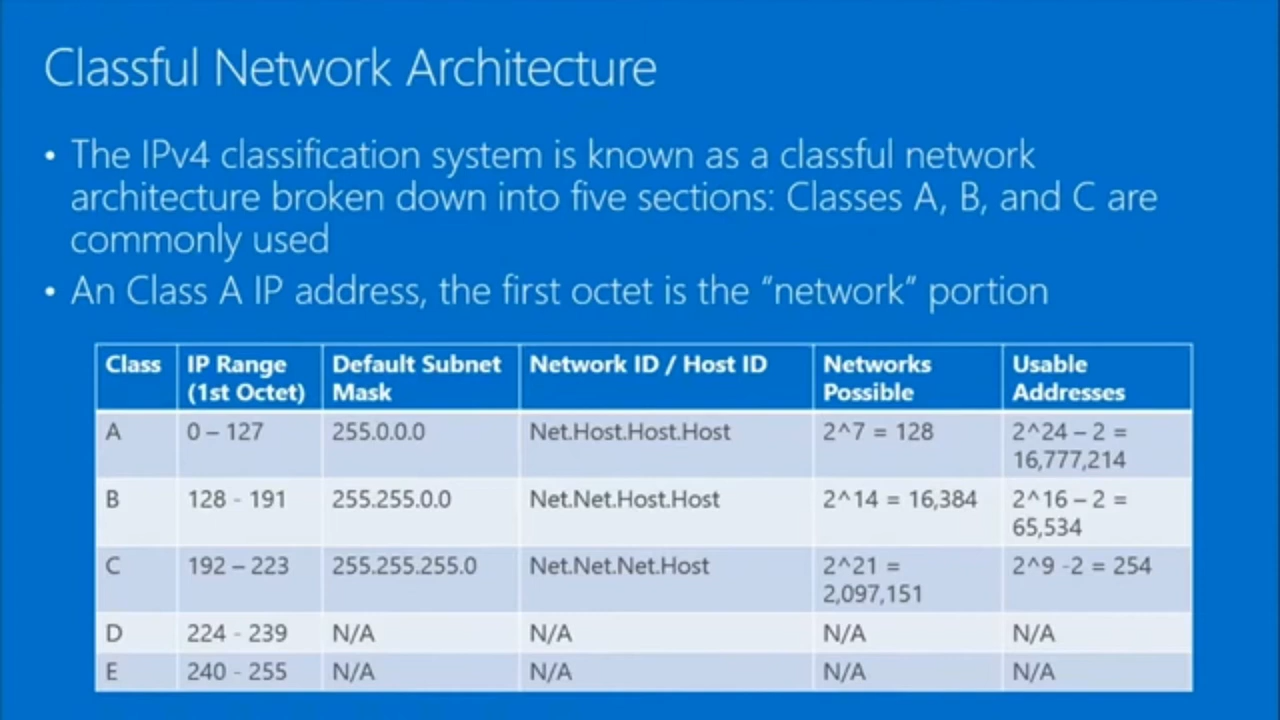 Classful Network Architecture
• The IPv4 classification system is known as a classful network
architecture broken down into five sections: Classes A, B, and C are
commonly used
• An Class A IP address, the first octet is the “network” portion
Class IP Range (1st Octet) Default Subnet Mask Network ID / Host ID Networks Possible Usable Addresses
A 0 – 127 255.0.0.0 Net.Host.Host.Host 2^7 = 128 2^24 – 2 = 16,777,214
B 128 - 191 255.255.0.0 Net.Net.Host.Host 2^14 = 16,384 2^16 – 2 = 65,534
C 192 – 223 255.255.255.0 Net.Net.Net.Host 2^21 = 2,097,151 2^9 -2 = 254
D 224 - 239 N/A N/A N/A N/A
E 240 - 255 N/A N/A N/A N/A